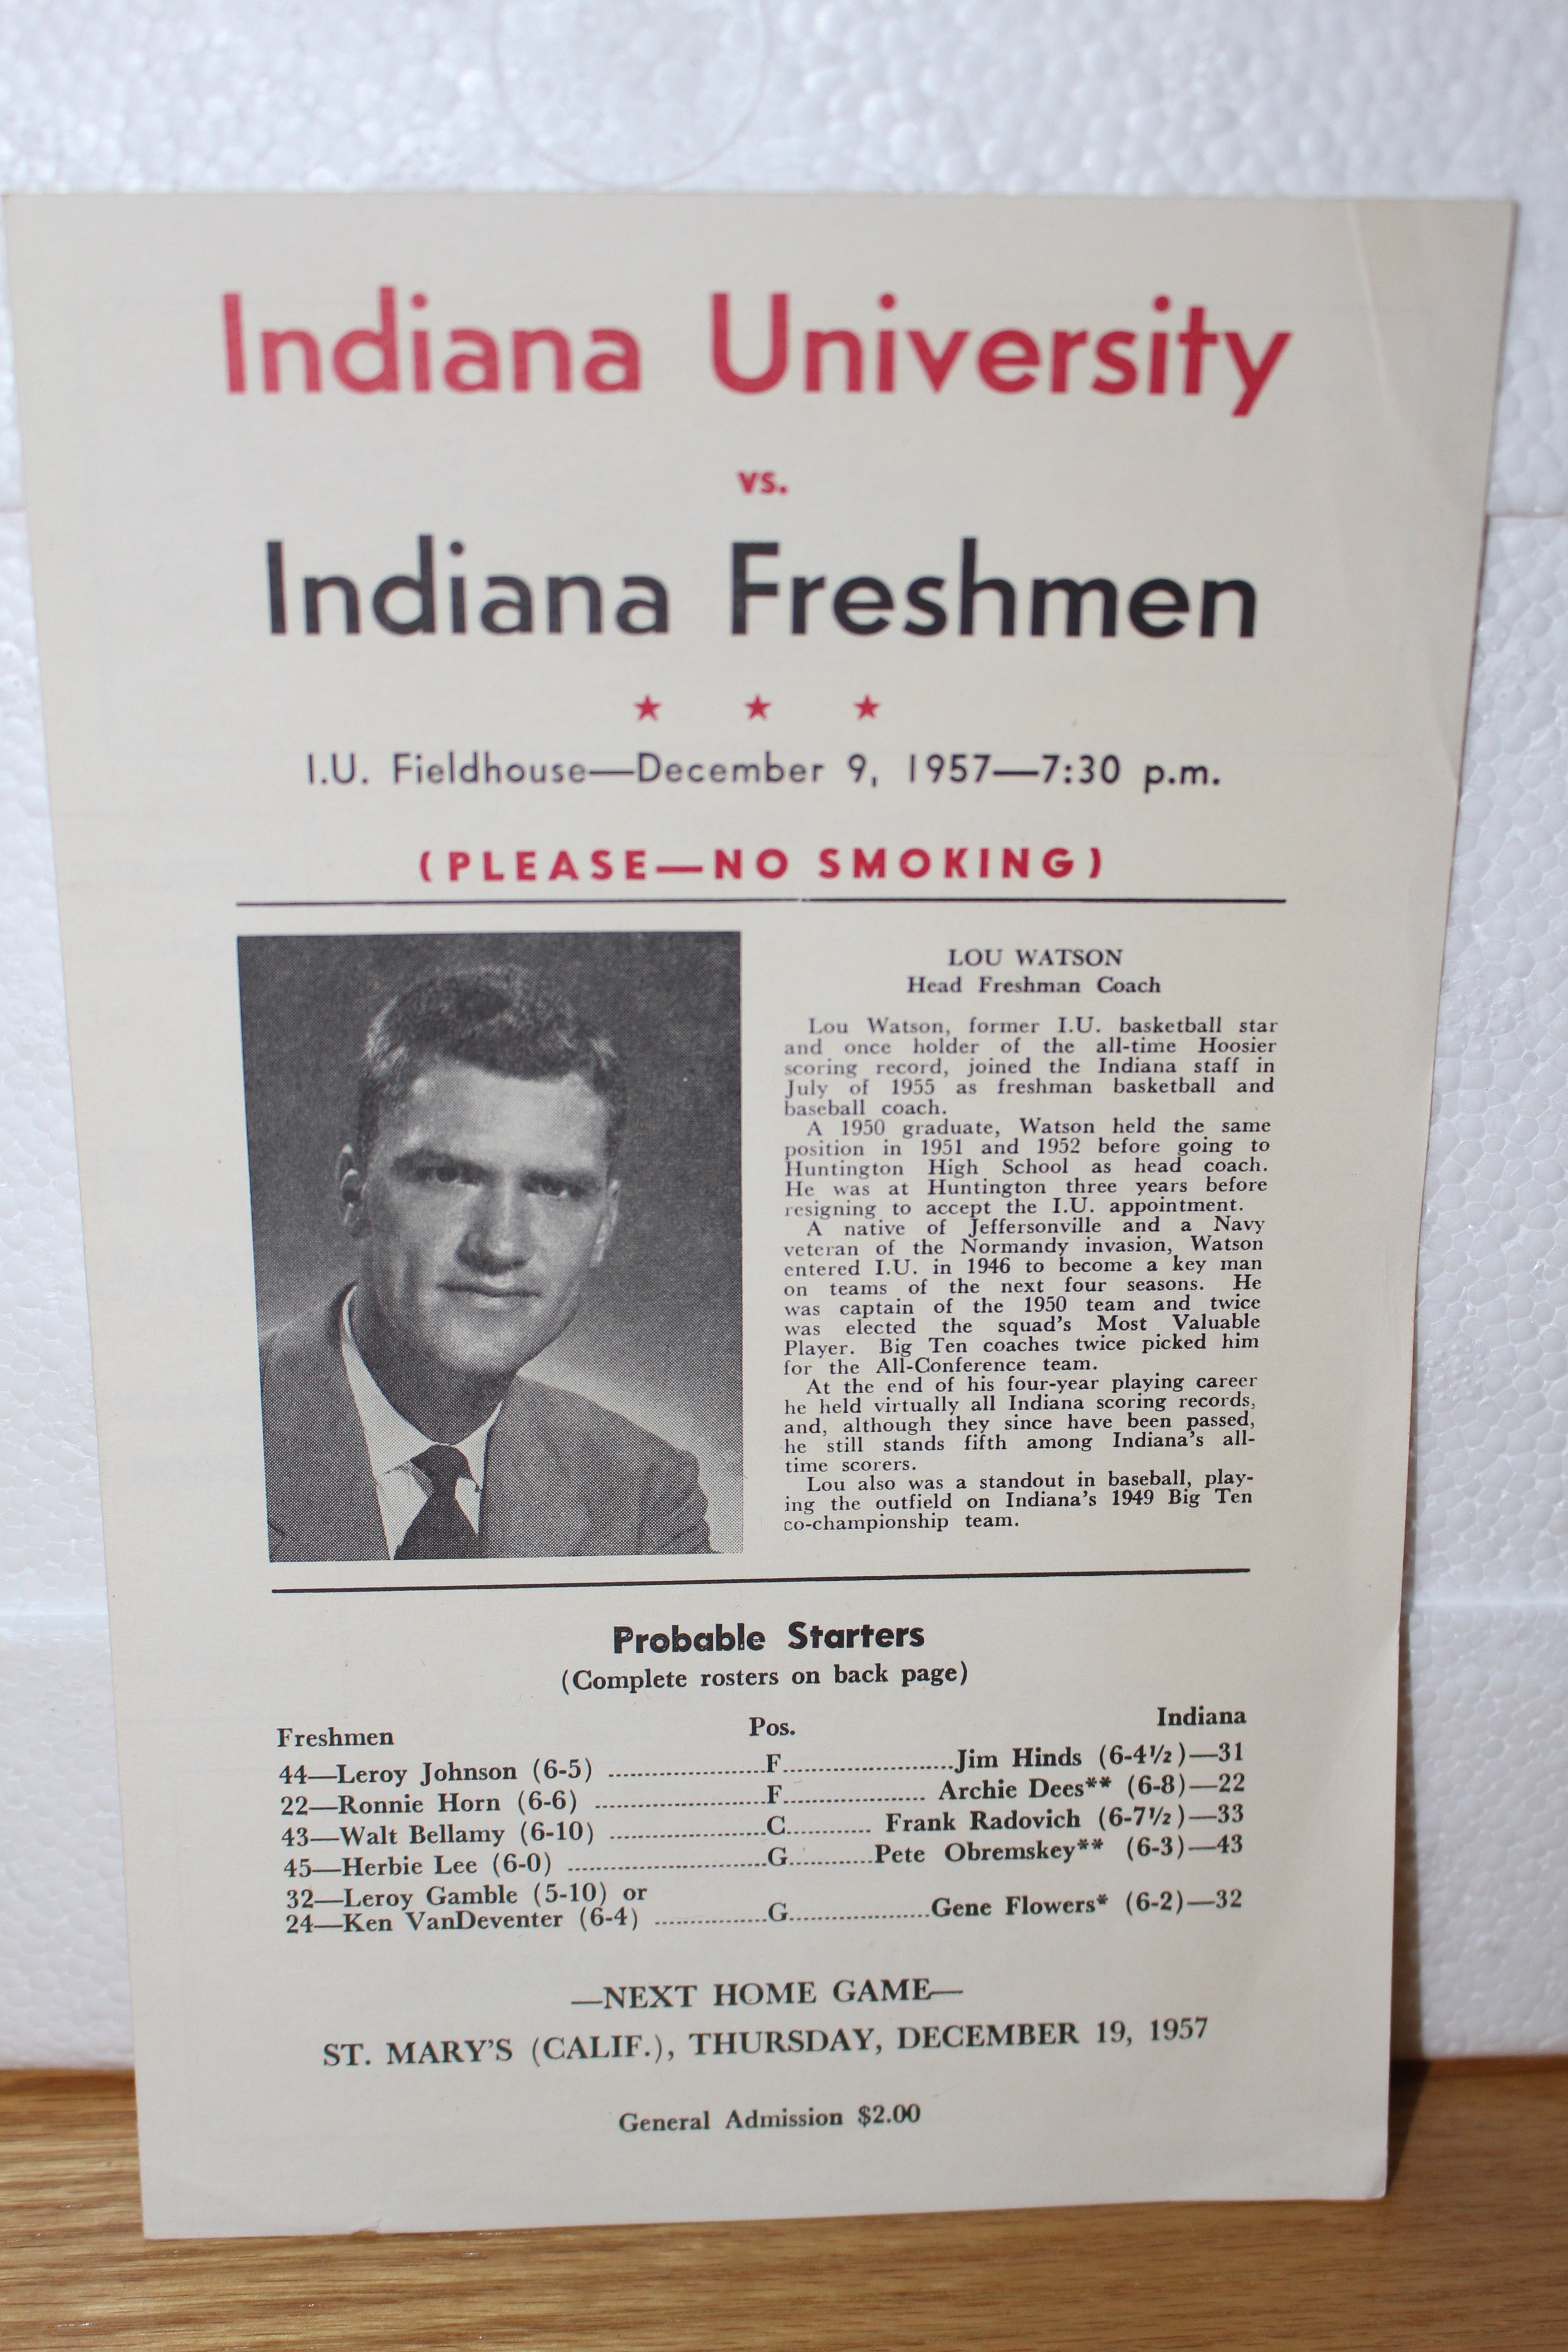 Indiana University
vs.
Indiana Freshmen
★ ★ ★
I.U. Fieldhouse—December 9, 1957—7:30 p.m.
(PLEASE—NO SMOKING)
LOU WATSON
Head Freshman Coach
Lou Watson, former I.U. basketball star
and once holder of the all-time Hoosier
scoring record, joined the Indiana staff in
July of 1955 as freshman basketball and
baseball coach.
A 1950 graduate, Watson held the same
position in 1951 and 1952 before going to
Huntington High School as head coach.
He was at Huntington three years before
resigning to accept the I.U. appointment.
A native of Jeffersonville and a Navy
veteran of the Normandy invasion, Watson
entered I.U. in 1946 to become a key man
on teams of the next four seasons. He
was captain of the 1950 team and twice
was elected the squad's Most Valuable
Player. Big Ten coaches twice picked him
for the All-Conference team.
At the end of his four-year playing career
he held virtually all Indiana scoring records,
and, although they since have been passed,
he still stands fifth among Indiana's all-
time scorers.
Lou also was a standout in baseball, play-
ing the outfield on Indiana's 1949 Big Ten
co-championship team.
Probable Starters
(Complete rosters on back page)
Freshmen Pos. Indiana
44—Leroy Johnson (6-5) ........................F..........................Jim Hinds (6-4½)—31
22—Ronnie Horn (6-6) ..........................F..................... Archie Dees** (6-8)—22
43—Walt Bellamy (6-10) ........................C............ Frank Radovich (6-7½)—33
45—Herbie Lee (6-0) ..............................G............Pete Obremskey** (6-3)—43
32—Leroy Gamble (5-10) or
24—Ken VanDeventer (6-4) .................G.....................Gene Flowers* (6-2)—32
—NEXT HOME GAME—
ST. MARY'S (CALIF.), THURSDAY, DECEMBER 19, 1957
General Admission $2.00